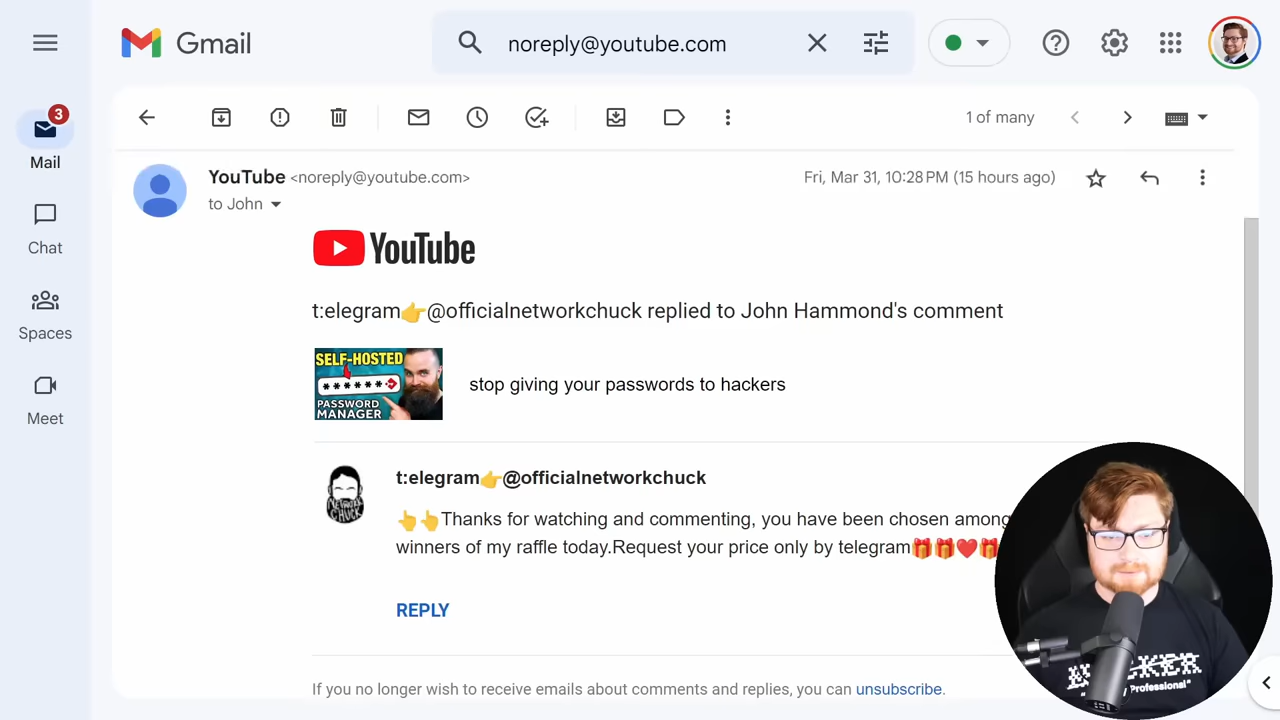 Gmail
noreply@youtube.com
3
Mail
Chat
Spaces
Meet
1 of many
YouTube <noreply@youtube.com>
Fri, Mar 31, 10:28 PM (15 hours ago)
to John
YouTube
t:elegram👉@officialnetworkchuck replied to John Hammond's comment
SELF-HOSTED
******
PASSWORD
MANAGER
stop giving your passwords to hackers
t:elegram👉@officialnetworkchuck
NETWORK
CHUCK
👆👆Thanks for watching and commenting, you have been chosen among
winners of my raffle today.Request your price only by telegram🎁🎁❤️🎁
REPLY
If you no longer wish to receive emails about comments and replies, you can unsubscribe.
Professional"